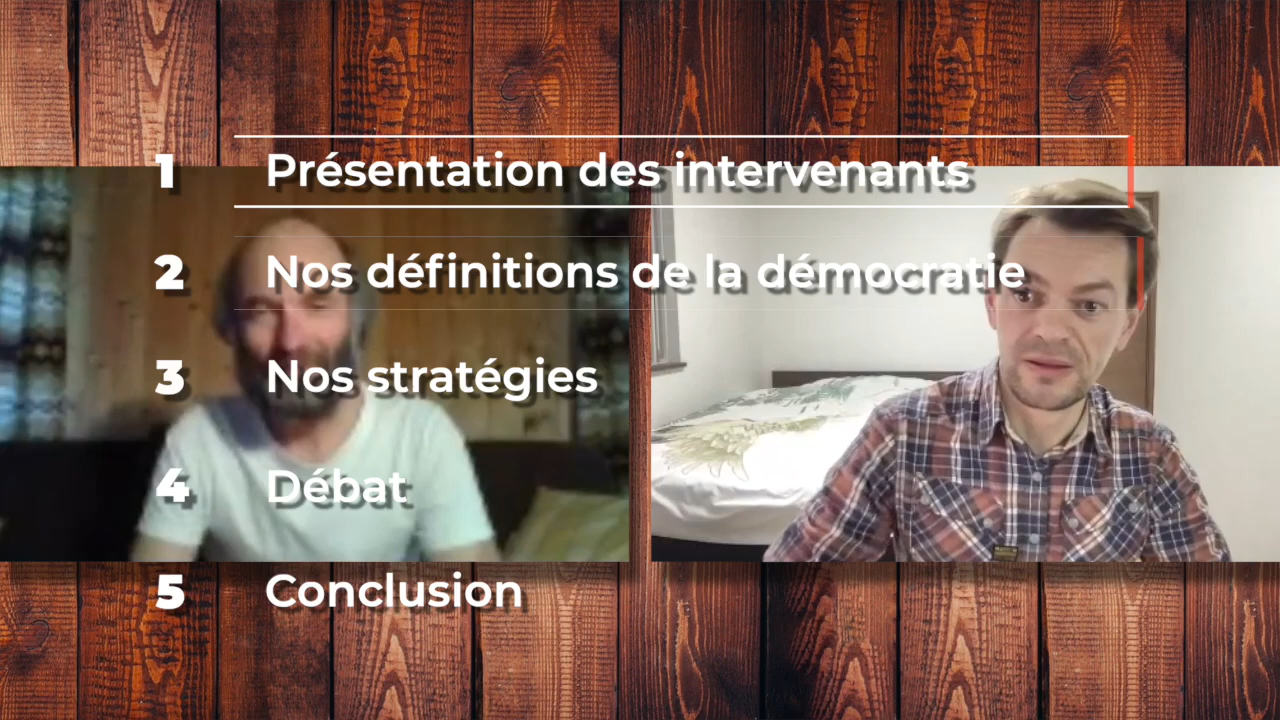 1 Présentation des intervenants
2 Nos définitions de la démocratie
3 Nos stratégies
4 Débat
5 Conclusion